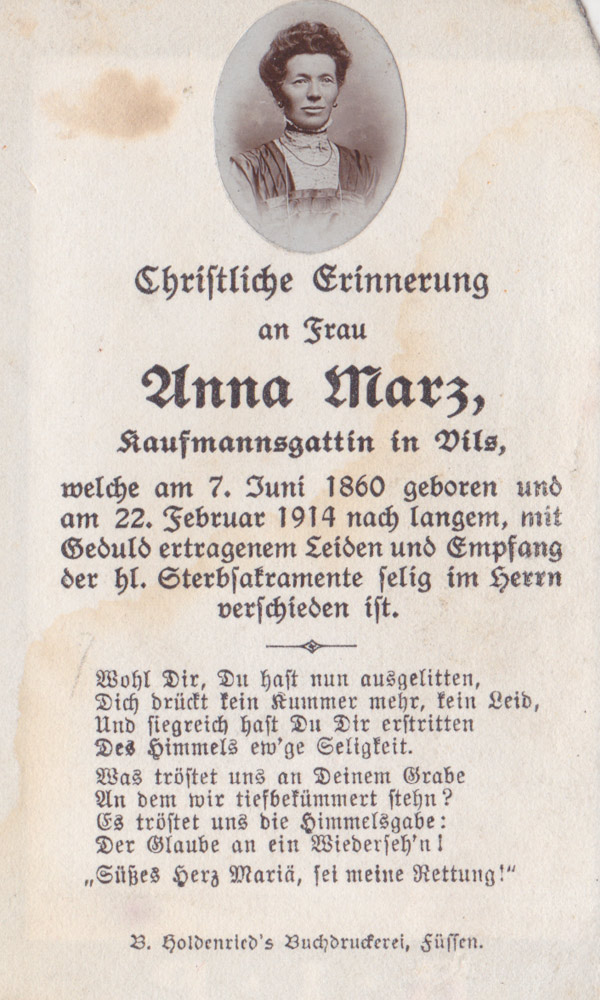 Christliche Erinnerung
an Frau
Anna Marz,
Kaufmannsgattin in Vils,
welche am 7. Juni 1860 geboren und
am 22. Februar 1914 nach langem, mit
Geduld ertragenem Leiden und Empfang
der hl. Sterbsakramente selig im Herrn
verschieden ist.
Wohl Dir, Du hast nun ausgelitten,
Dich drückt kein Kummer mehr, kein Leid,
Und siegreich hast Du Dir erstritten
Des Himmels ew'ge Seligkeit.
Was tröstet uns an Deinem Grabe
An dem wir tiefbekümmert stehn?
Es tröstet uns die Himmelsgabe:
Der Glaube an ein Wiederseh'n!
„Süßes Herz Mariä, sei meine Rettung!“
B. Holdenried's Buchdruckerei, Füssen.